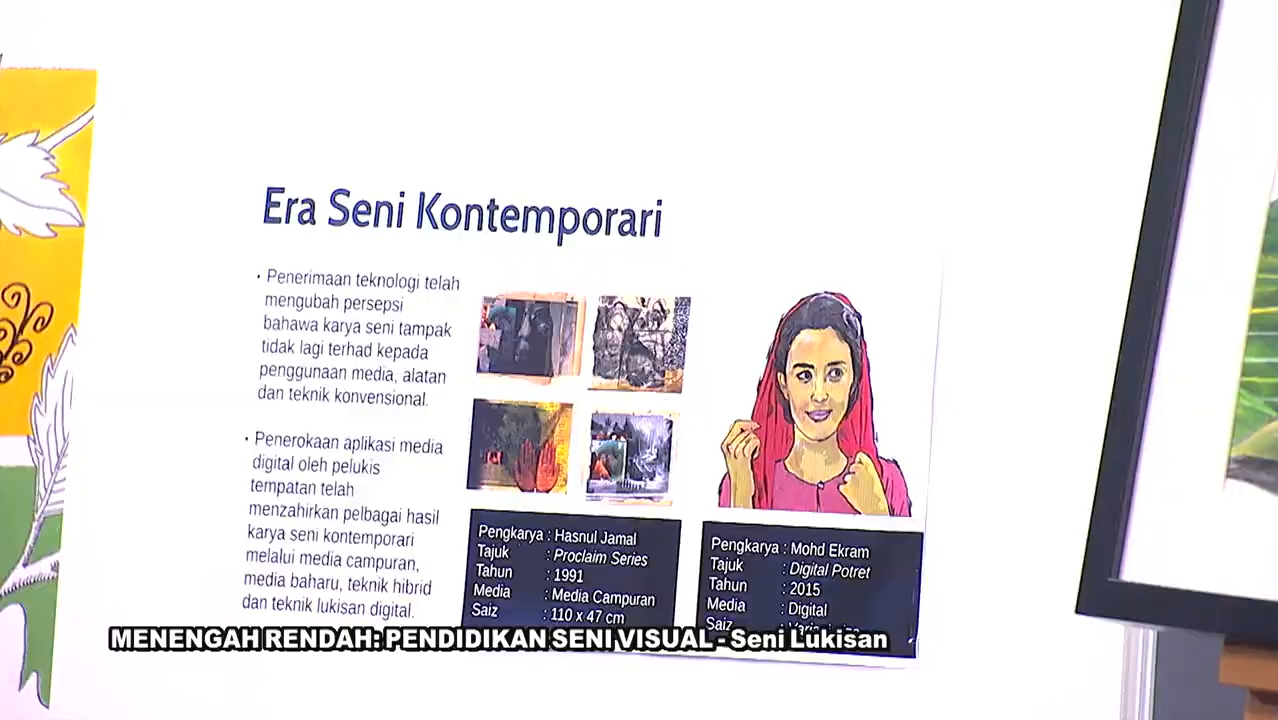 Era Seni Kontemporari
• Penerimaan teknologi telah
mengubah persepsi
bahawa karya seni tampak
tidak lagi terhad kepada
penggunaan media, alatan
dan teknik konvensional.
• Penerokaan aplikasi media
digital oleh pelukis
tempatan telah
menzahirkan pelbagai hasil
karya seni kontemporari
melalui media campuran,
media baharu, teknik hibrid
dan teknik lukisan digital.
Pengkarya : Hasnul Jamal
Tajuk : Proclaim Series
Tahun : 1991
Media : Media Campuran
Saiz : 110 x 47 cm
Pengkarya : Mohd Ekram
Tajuk : Digital Potret
Tahun : 2015
Media : Digital
Saiz :
MENENGAH RENDAH: PENDIDIKAN SENI VISUAL - Seni Lukisan